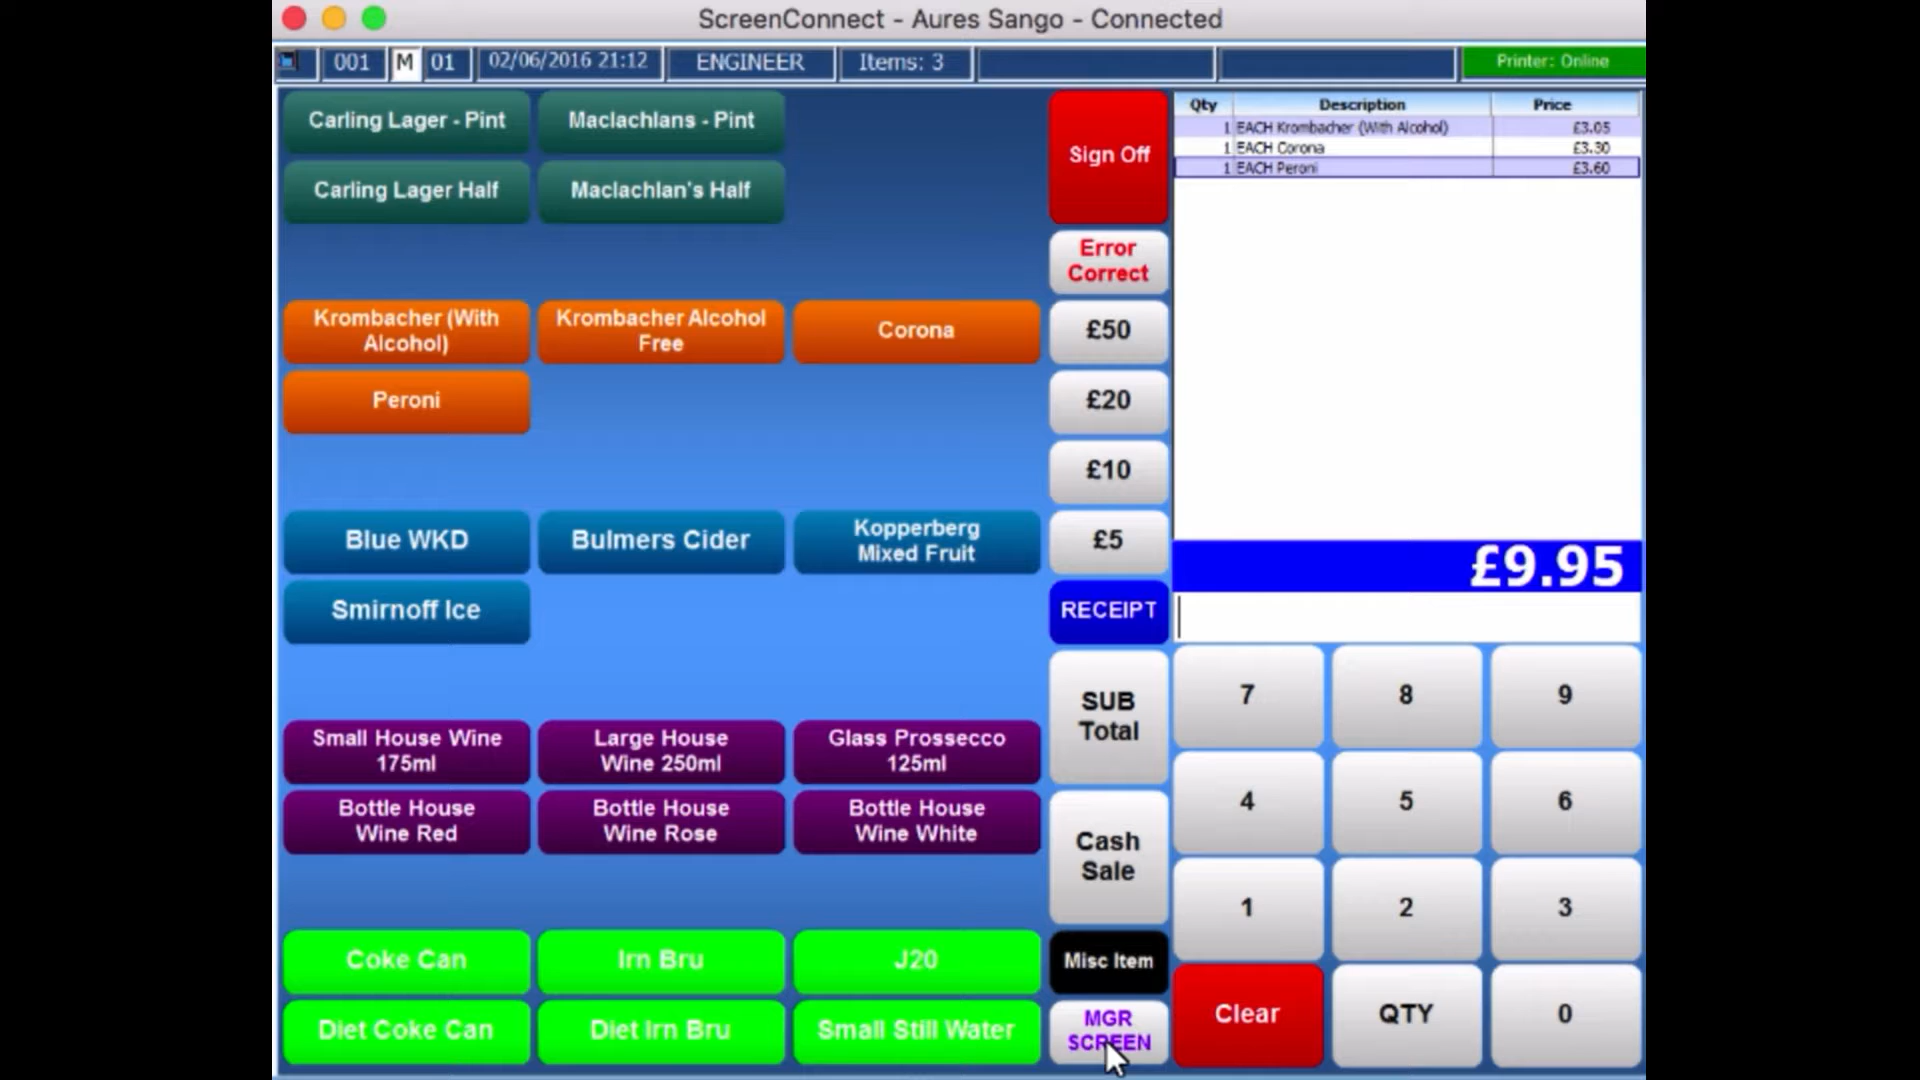 ScreenConnect - Aures Sango - Connected
001 M 01 02/06/2016 21:12 ENGINEER Items: 3 Printer: Online
Carling Lager - Pint
Maclachlans - Pint
Carling Lager Half
Maclachlan's Half
Krombacher (With
Alcohol)
Krombacher Alcohol
Free
Corona
Peroni
Blue WKD
Bulmers Cider
Kopperberg
Mixed Fruit
Smirnoff Ice
Small House Wine
175ml
Large House
Wine 250ml
Glass Prossecco
125ml
Bottle House
Wine Red
Bottle House
Wine Rose
Bottle House
Wine White
Coke Can
Irn Bru
J20
Diet Coke Can
Diet Irn Bru
Small Still Water
Sign Off
Error
Correct
£50
£20
£10
£5
RECEIPT
SUB
Total
Cash
Sale
Misc Item
MGR
SCREEN
Qty Description Price
1 EACH Krombacher (With Alcohol) £3.05
1 EACH Corona £3.30
1 EACH Peroni £3.60
£9.95
7 8 9
4 5 6
1 2 3
Clear QTY 0